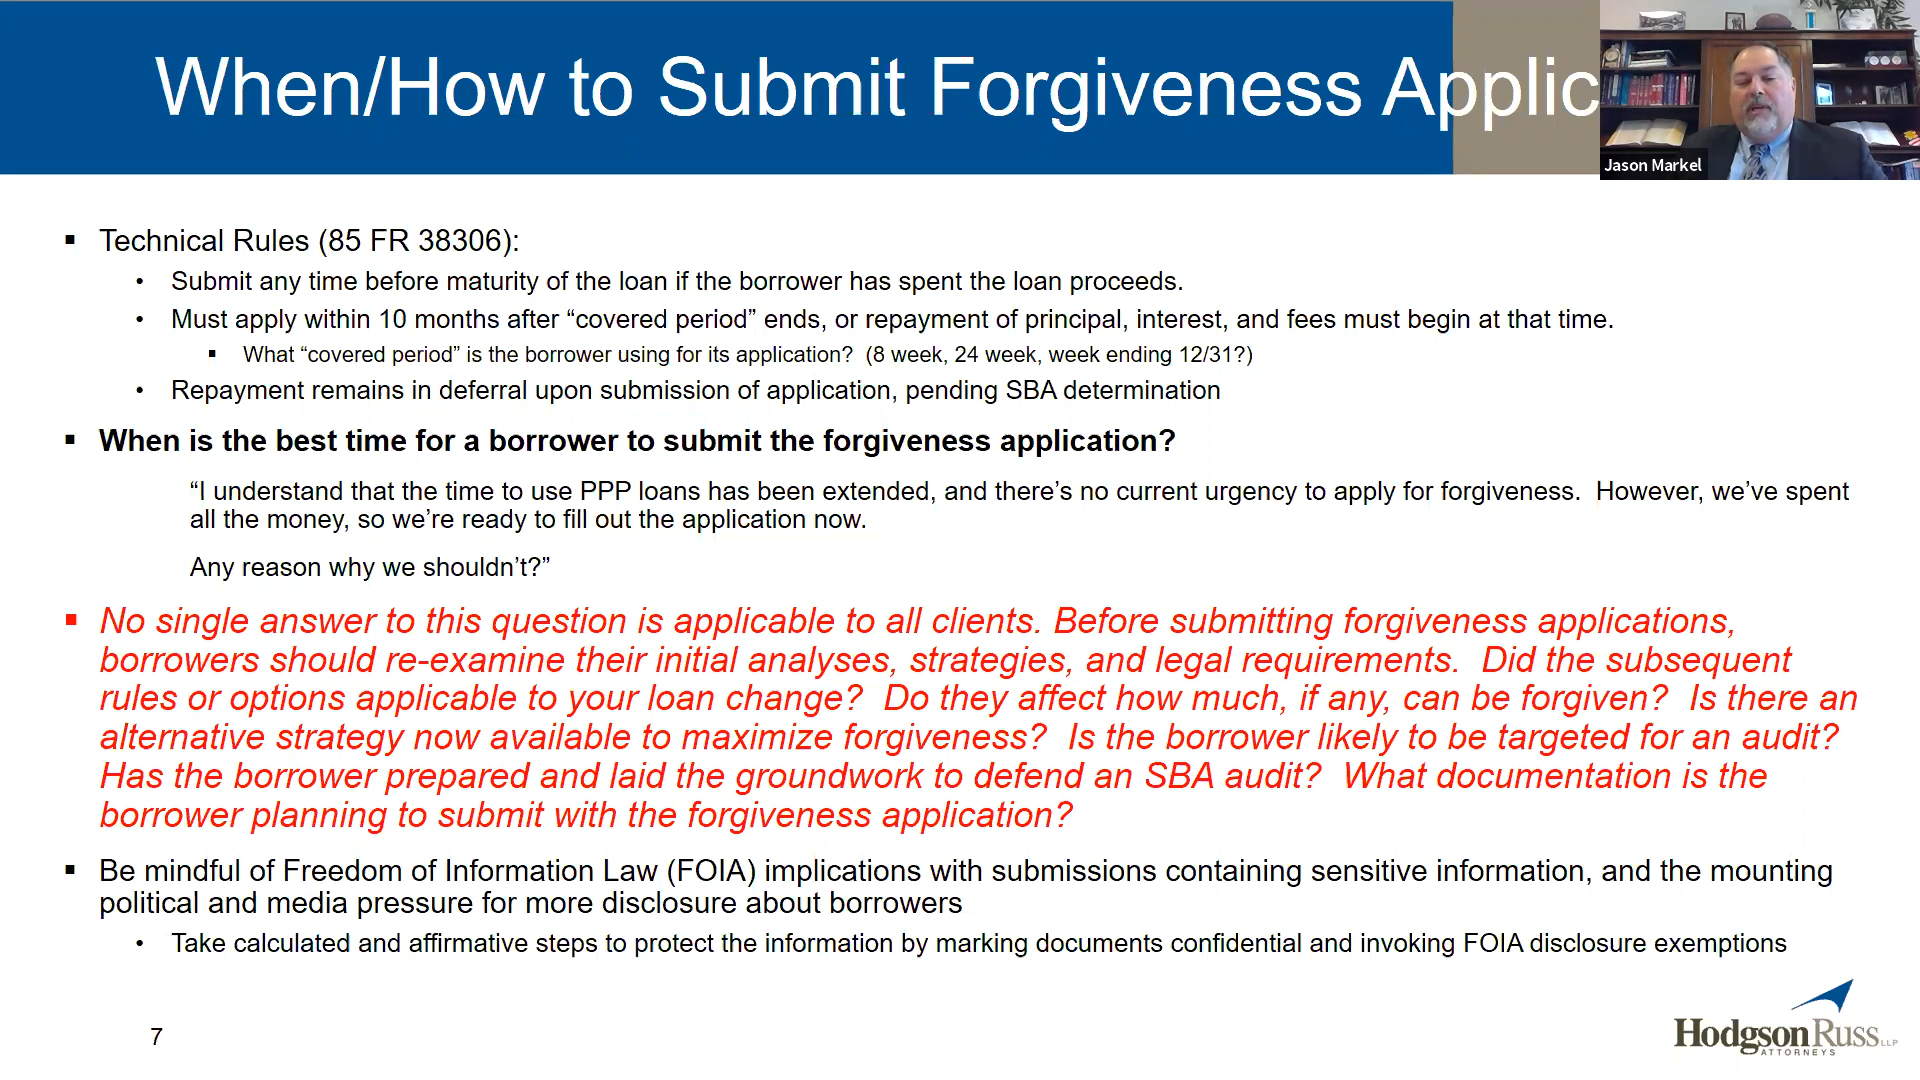 When/How to Submit Forgiveness Applic
Jason Markel
▪ Technical Rules (85 FR 38306):
• Submit any time before maturity of the loan if the borrower has spent the loan proceeds.
• Must apply within 10 months after “covered period” ends, or repayment of principal, interest, and fees must begin at that time.
▪ What “covered period” is the borrower using for its application?  (8 week, 24 week, week ending 12/31?)
• Repayment remains in deferral upon submission of application, pending SBA determination
▪ When is the best time for a borrower to submit the forgiveness application?
“I understand that the time to use PPP loans has been extended, and there’s no current urgency to apply for forgiveness.  However, we’ve spent
all the money, so we’re ready to fill out the application now.
Any reason why we shouldn’t?”
▪ No single answer to this question is applicable to all clients. Before submitting forgiveness applications,
borrowers should re-examine their initial analyses, strategies, and legal requirements.  Did the subsequent
rules or options applicable to your loan change?  Do they affect how much, if any, can be forgiven?  Is there an
alternative strategy now available to maximize forgiveness?  Is the borrower likely to be targeted for an audit?
Has the borrower prepared and laid the groundwork to defend an SBA audit?  What documentation is the
borrower planning to submit with the forgiveness application?
▪ Be mindful of Freedom of Information Law (FOIA) implications with submissions containing sensitive information, and the mounting
political and media pressure for more disclosure about borrowers
• Take calculated and affirmative steps to protect the information by marking documents confidential and invoking FOIA disclosure exemptions
7
HodgsonRuss LLP
ATTORNEYS